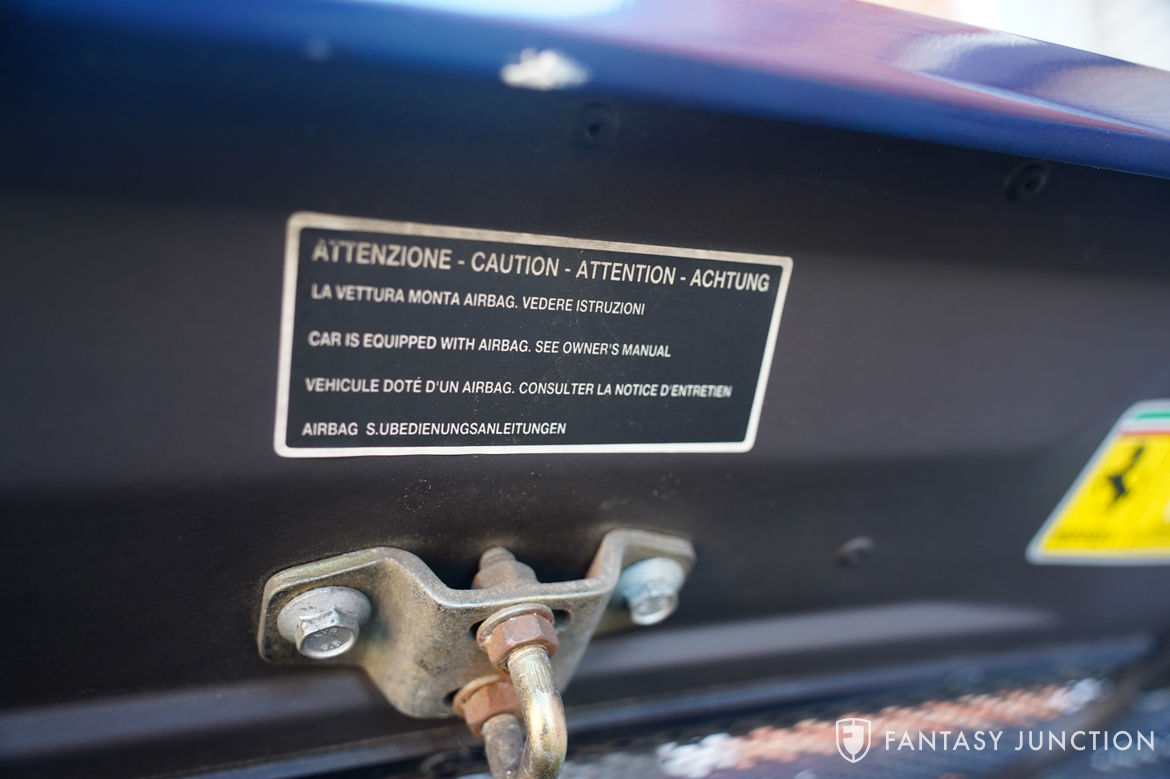 ATTENZIONE - CAUTION - ATTENTION - ACHTUNG
LA VETTURA MONTA AIRBAG. VEDERE ISTRUZIONI
CAR IS EQUIPPED WITH AIRBAG. SEE OWNER'S MANUAL
VEHICULE DOTÉ D'UN AIRBAG. CONSULTER LA NOTICE D'ENTRETIEN
AIRBAG S.UBEDIENUNGSANLEITUNGEN
FANTASY JUNCTION